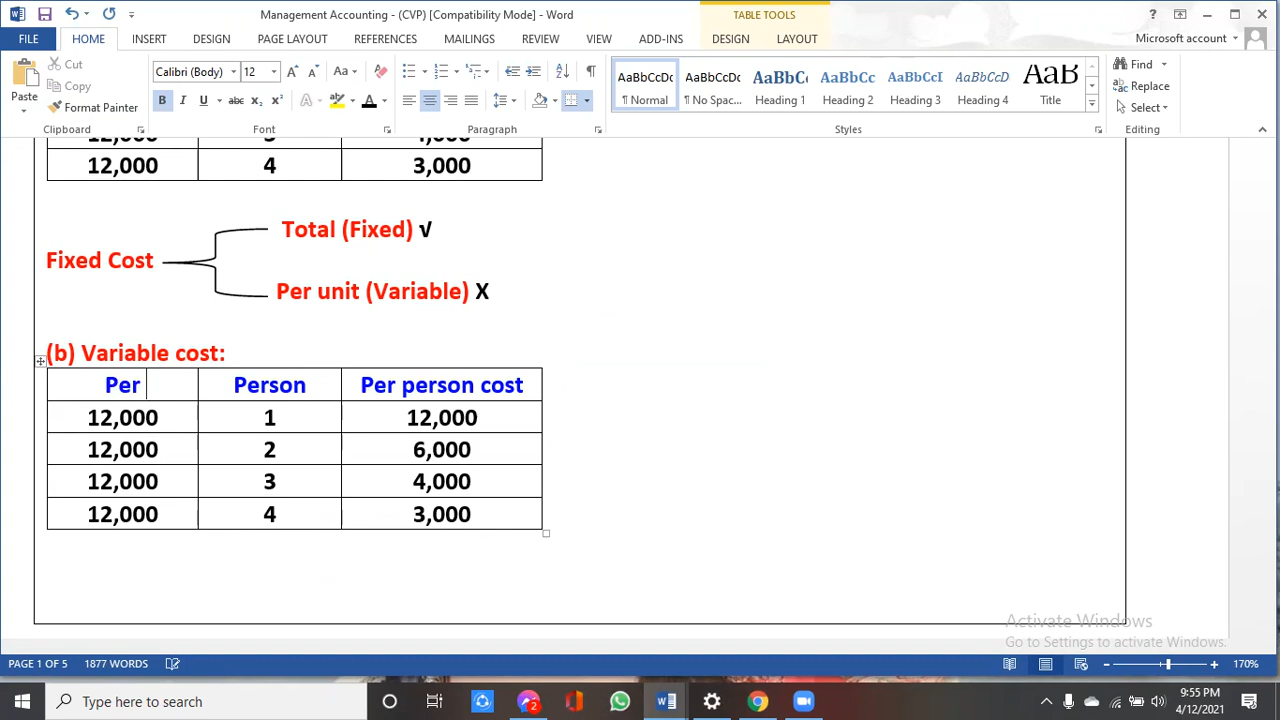 Management Accounting - (CVP) [Compatibility Mode] - Word
TABLE TOOLS
?
FILE HOME INSERT DESIGN PAGE LAYOUT REFERENCES MAILINGS REVIEW VIEW ADD-INS DESIGN LAYOUT Microsoft account
Paste
Cut
Copy
Format Painter
Clipboard
Calibri (Body) 12 Aa
B I U abc x₂ x² A A
Font
Paragraph
AaBbCcDc AaBbCcDc AaBbCc AaBbCcD AaBbCcI AaBbCcD AaB
¶ Normal ¶ No Spac... Heading 1 Heading 2 Heading 3 Heading 4 Title
Styles
Find
Replace
Select
Editing
12,000 4 3,000
Total (Fixed) √
Fixed Cost
Per unit (Variable) X
(b) Variable cost:
Per Person Per person cost
12,000 1 12,000
12,000 2 6,000
12,000 3 4,000
12,000 4 3,000
Activate Windows
Go to Settings to activate Windows.
PAGE 1 OF 5 1877 WORDS 170%
Type here to search
2
9:55 PM
4/12/2021